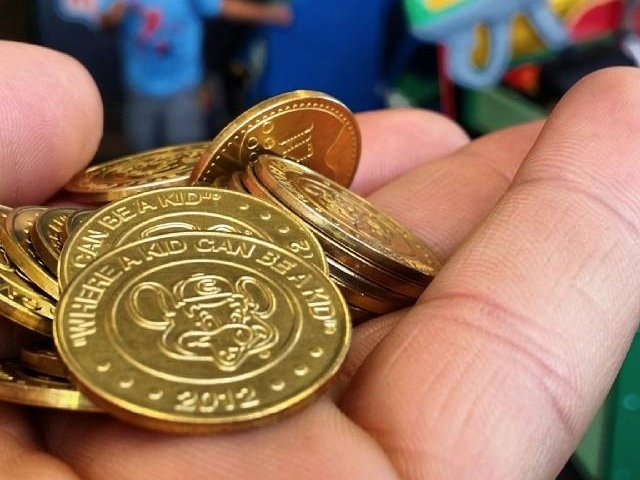 CAN BE A KID"
"WHERE A KID CAN BE A KID"
2012